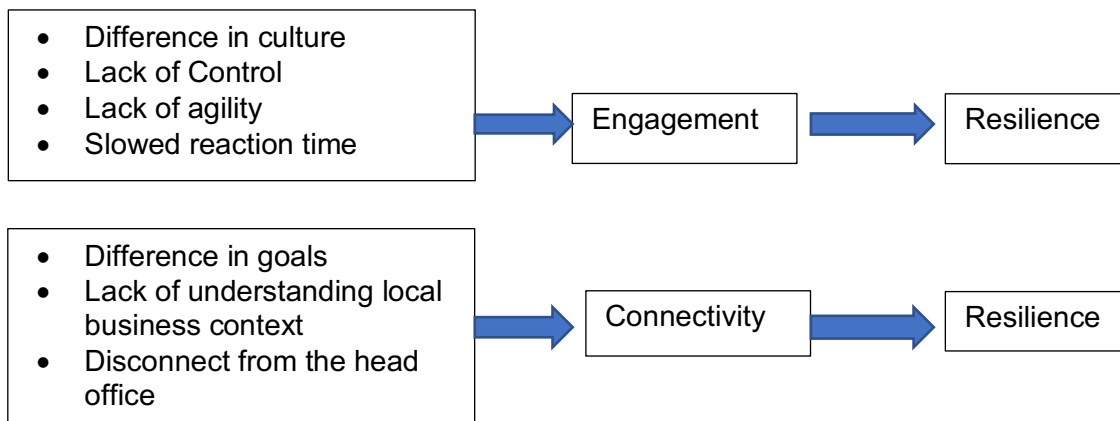 • Difference in culture
• Lack of Control
• Lack of agility
• Slowed reaction time
Engagement
Resilience
• Difference in goals
• Lack of understanding local
business context
• Disconnect from the head
office
Connectivity
Resilience